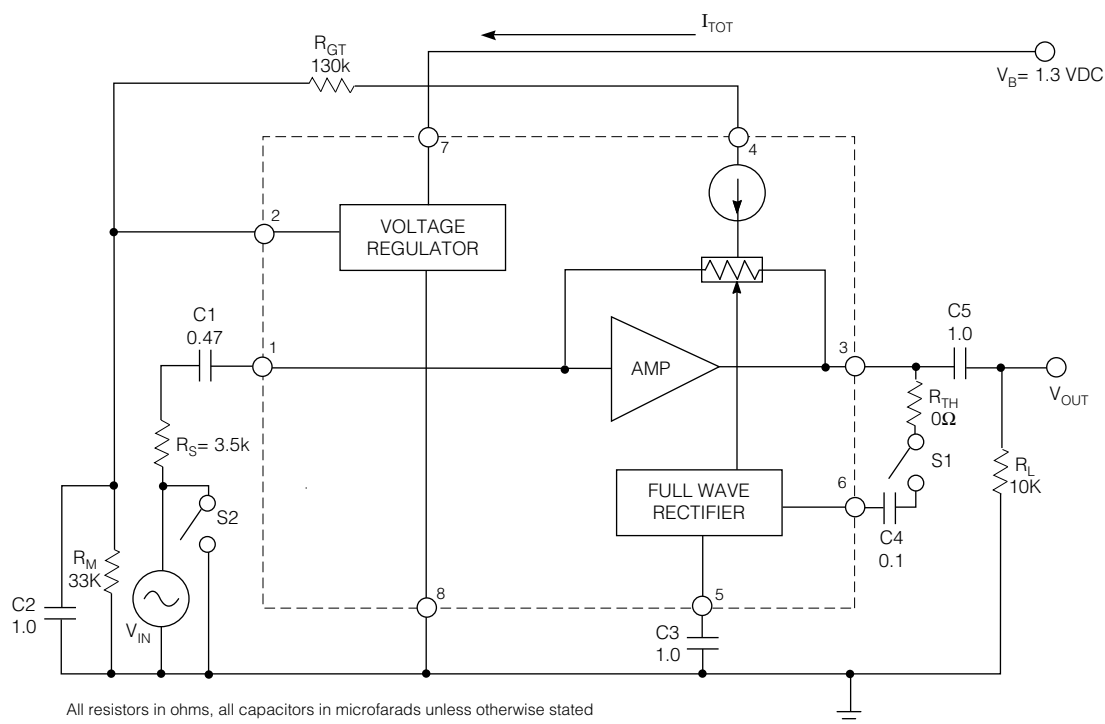 I_TOT
R_GT
130k
V_B= 1.3 VDC
7
4
2
VOLTAGE
REGULATOR
C1
0.47
1
AMP
3
C5
1.0
V_OUT
R_TH
0Ω
S1
R_S= 3.5k
R_L
10K
6
FULL WAVE
RECTIFIER
S2
C4
0.1
R_M
33K
C2
1.0
V_IN
8
5
C3
1.0
All resistors in ohms, all capacitors in microfarads unless otherwise stated